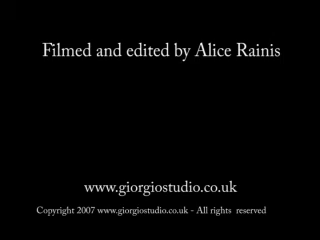 Filmed and edited by Alice Rainis
www.giorgiostudio.co.uk
Copyright 2007 www.giorgiostudio.co.uk - All rights reserved